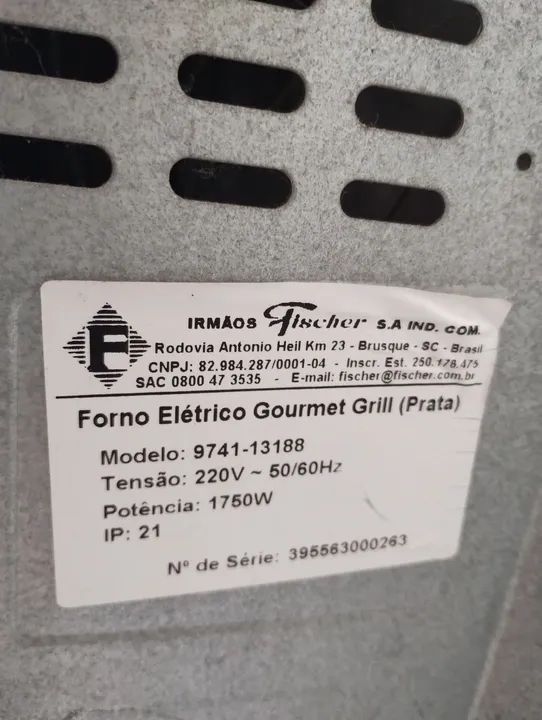 F
IRMÃOS Fischer S.A IND. COM.
Rodovia Antonio Heil Km 23 - Brusque - SC - Brasil
CNPJ: 82.984.287/0001-04 - Inscr. Est. 250.178.475
SAC 0800 47 3535 - E-mail: fischer@fischer.com.br
Forno Elétrico Gourmet Grill (Prata)
Modelo: 9741-13188
Tensão: 220V ~ 50/60Hz
Potência: 1750W
IP: 21
Nº de Série: 395563000263